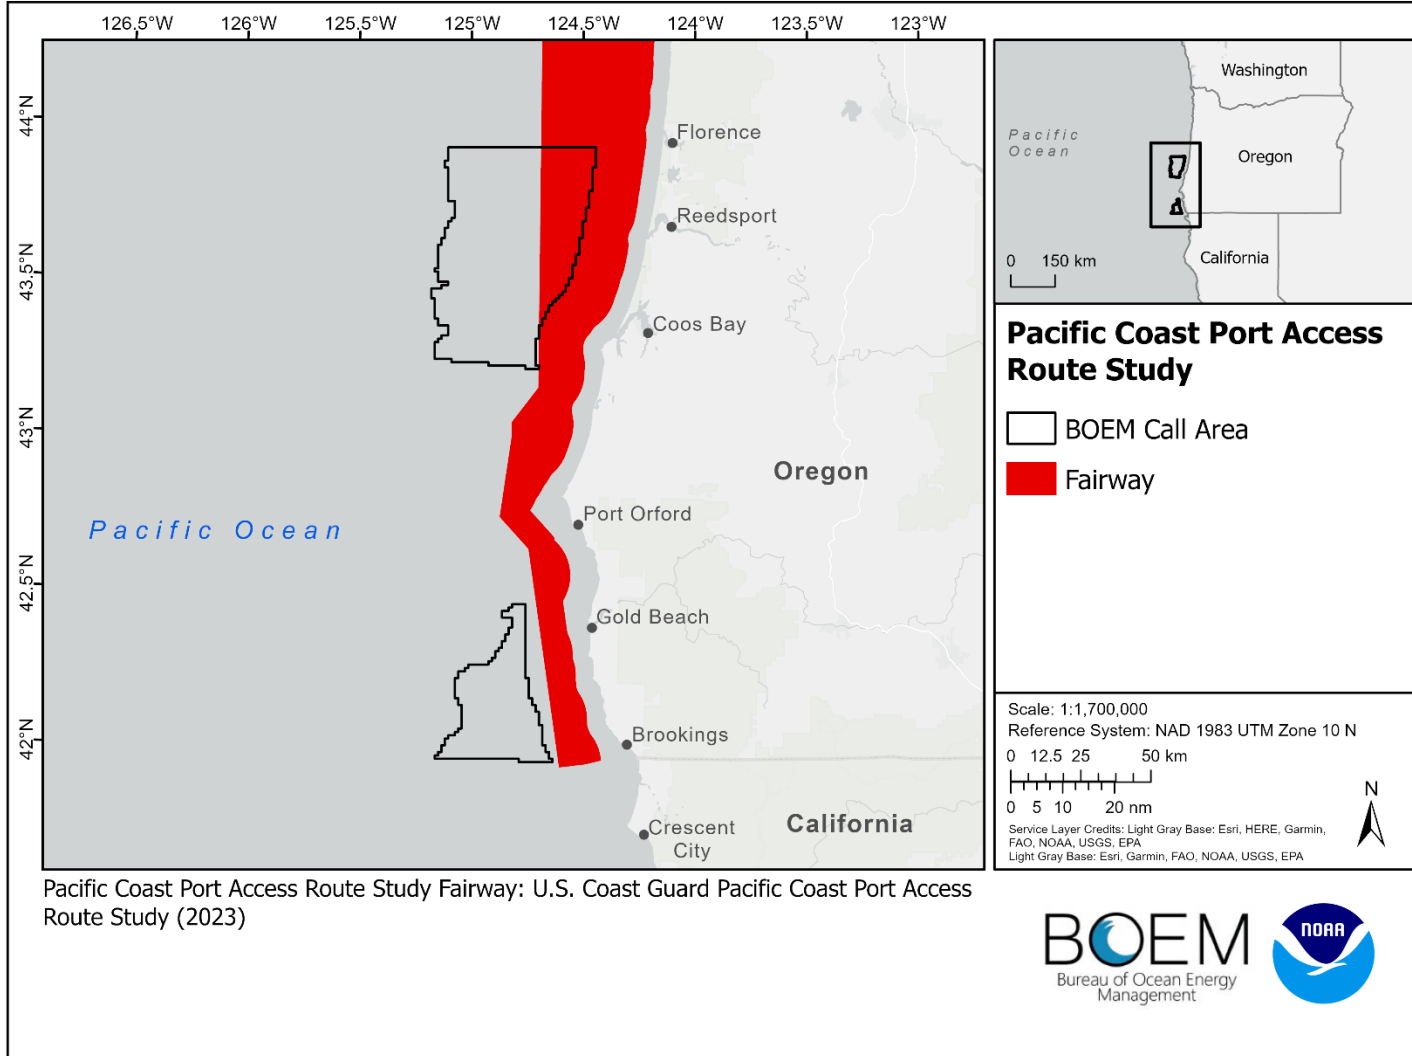 126.5°W 126°W 125.5°W 125°W 124.5°W 124°W 123.5°W 123°W
44°N
43.5°N
43°N
42.5°N
42°N
Florence
Reedsport
Coos Bay
Oregon
Port Orford
Pacific Ocean
Gold Beach
Brookings
California
Crescent
City
Washington
Pacific
Ocean
Oregon
California
0 150 km
Pacific Coast Port Access
Route Study
BOEM Call Area
Fairway
Scale: 1:1,700,000
Reference System: NAD 1983 UTM Zone 10 N
0 12.5 25 50 km
0 5 10 20 nm
N
Service Layer Credits: Light Gray Base: Esri, HERE, Garmin,
FAO, NOAA, USGS, EPA
Light Gray Base: Esri, Garmin, FAO, NOAA, USGS, EPA
Pacific Coast Port Access Route Study Fairway: U.S. Coast Guard Pacific Coast Port Access
Route Study (2023)
BOEM
Bureau of Ocean Energy
Management
NOAA